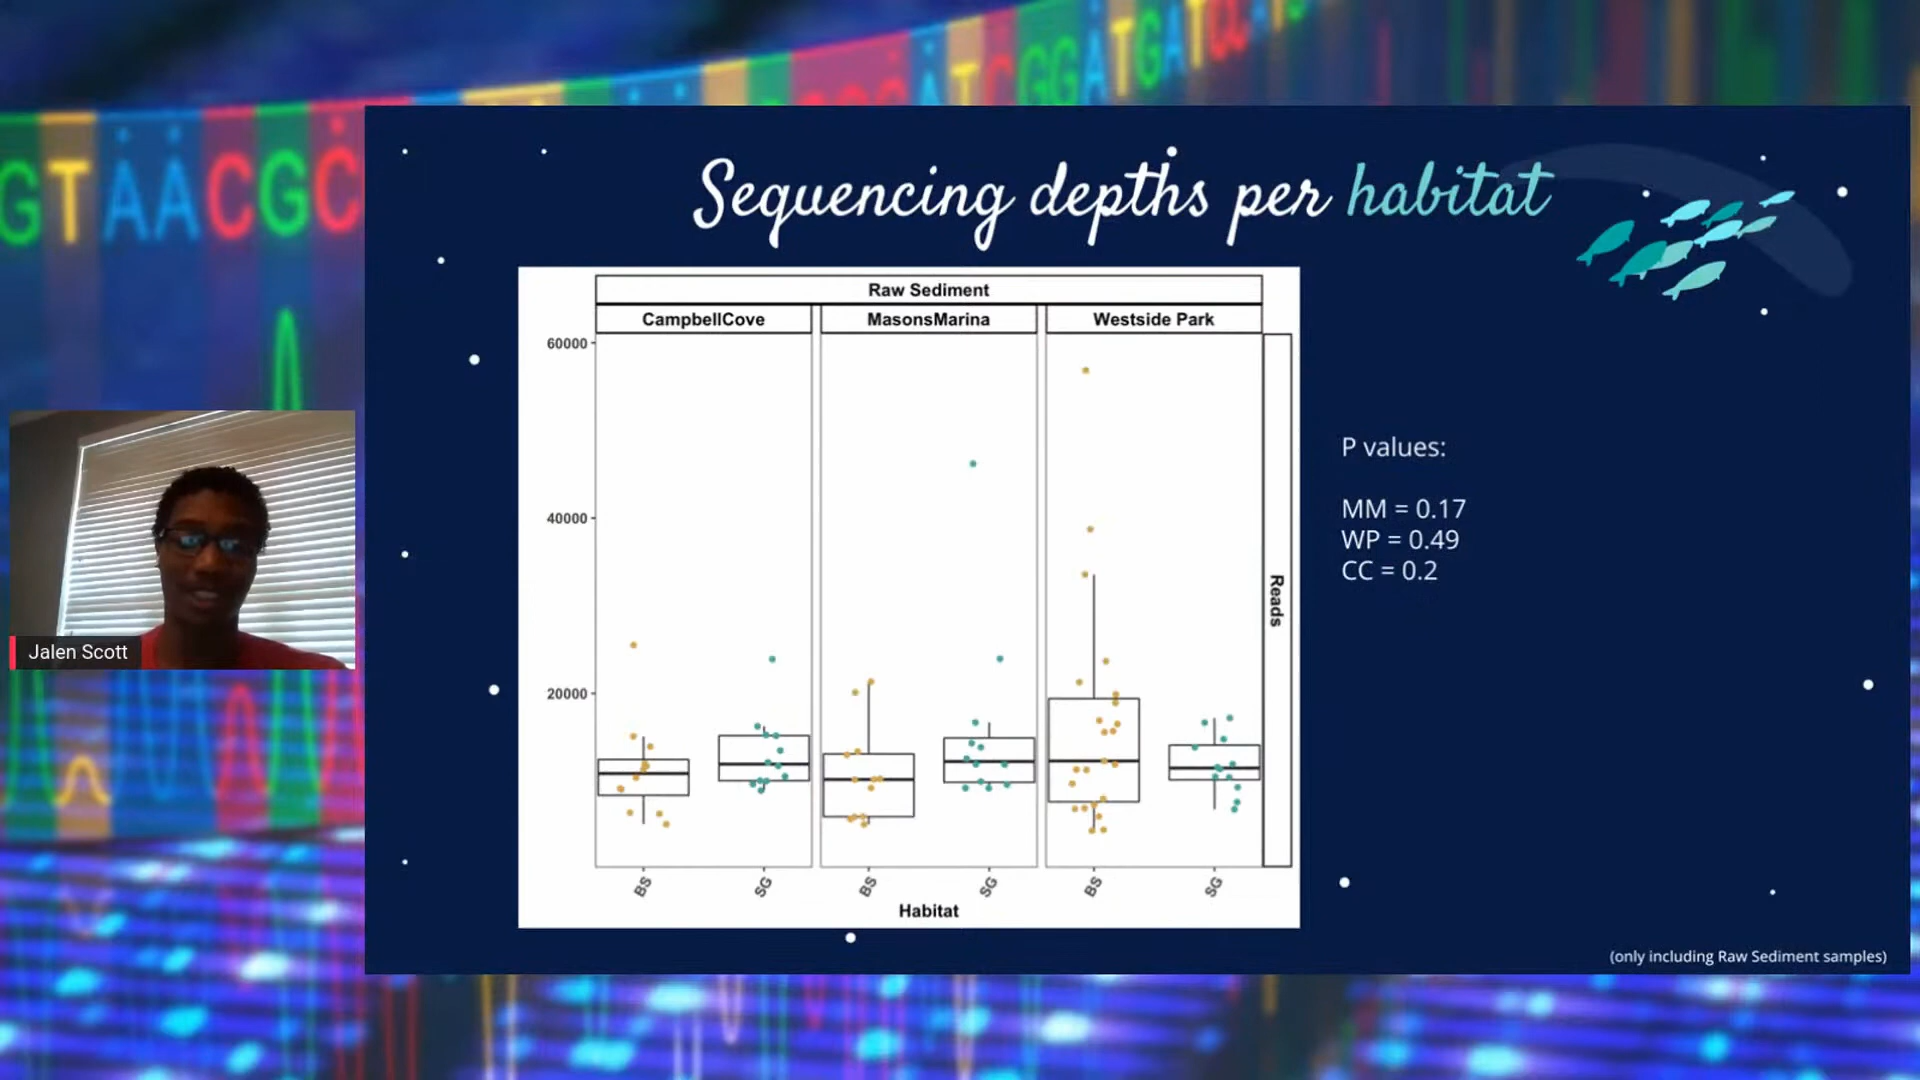 GTAACGC
ATCGGATGAT
Sequencing depths per habitat
Raw Sediment
CampbellCove
MasonsMarina
Westside Park
60000
40000
20000
Reads
BS
SG
BS
SG
BS
SG
Habitat
P values:
MM = 0.17
WP = 0.49
CC = 0.2
Jalen Scott
(only including Raw Sediment samples)